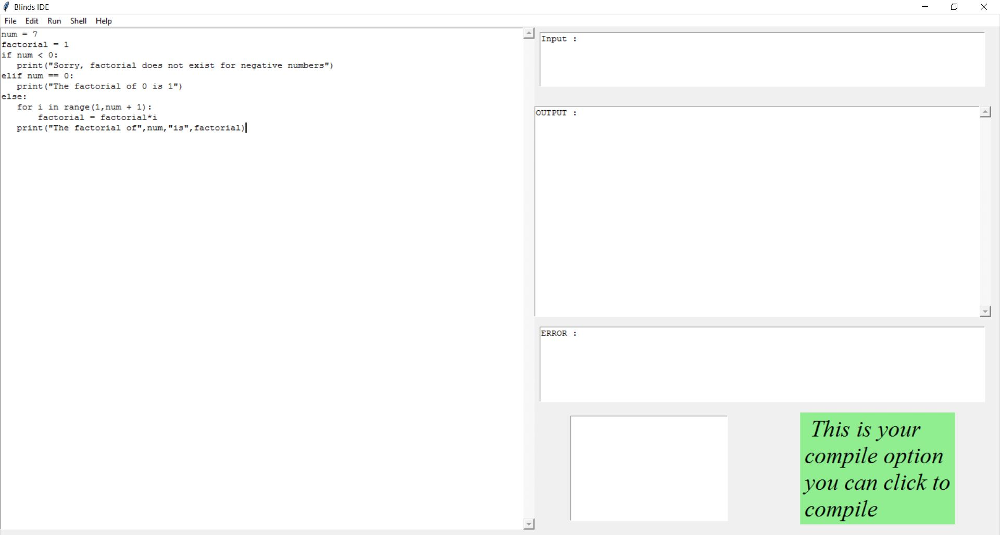 Blinds IDE
File Edit Run Shell Help
num = 7
factorial = 1
if num < 0:
   print("Sorry, factorial does not exist for negative numbers")
elif num == 0:
   print("The factorial of 0 is 1")
else:
   for i in range(1,num + 1):
       factorial = factorial*i
   print("The factorial of",num,"is",factorial)
Input :
OUTPUT :
ERROR :
This is your
compile option
you can click to
compile